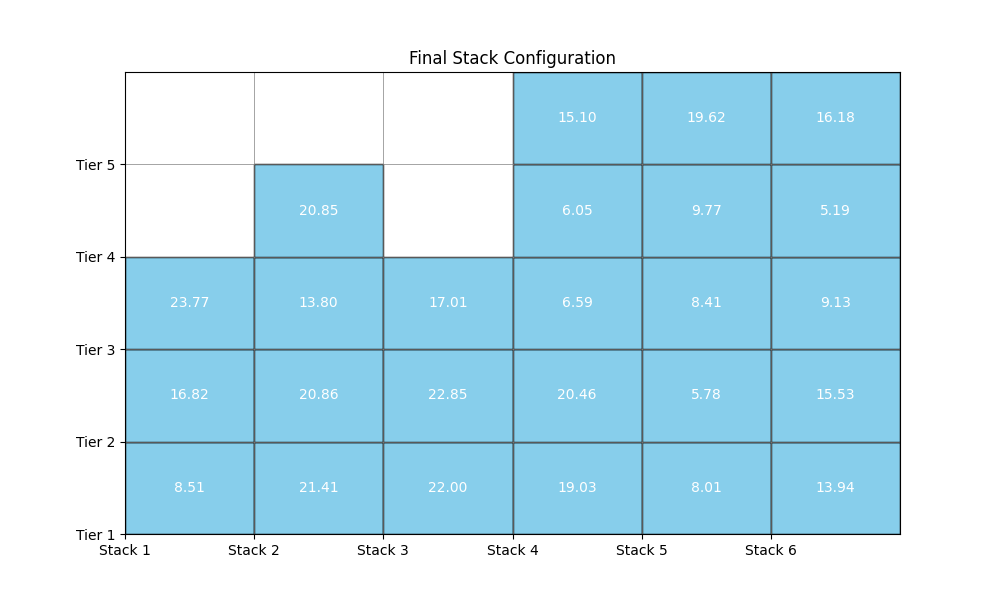 Final Stack Configuration
15.10 19.62 16.18
Tier 5
20.85 6.05 9.77 5.19
Tier 4
23.77 13.80 17.01 6.59 8.41 9.13
Tier 3
16.82 20.86 22.85 20.46 5.78 15.53
Tier 2
8.51 21.41 22.00 19.03 8.01 13.94
Tier 1
Stack 1 Stack 2 Stack 3 Stack 4 Stack 5 Stack 6